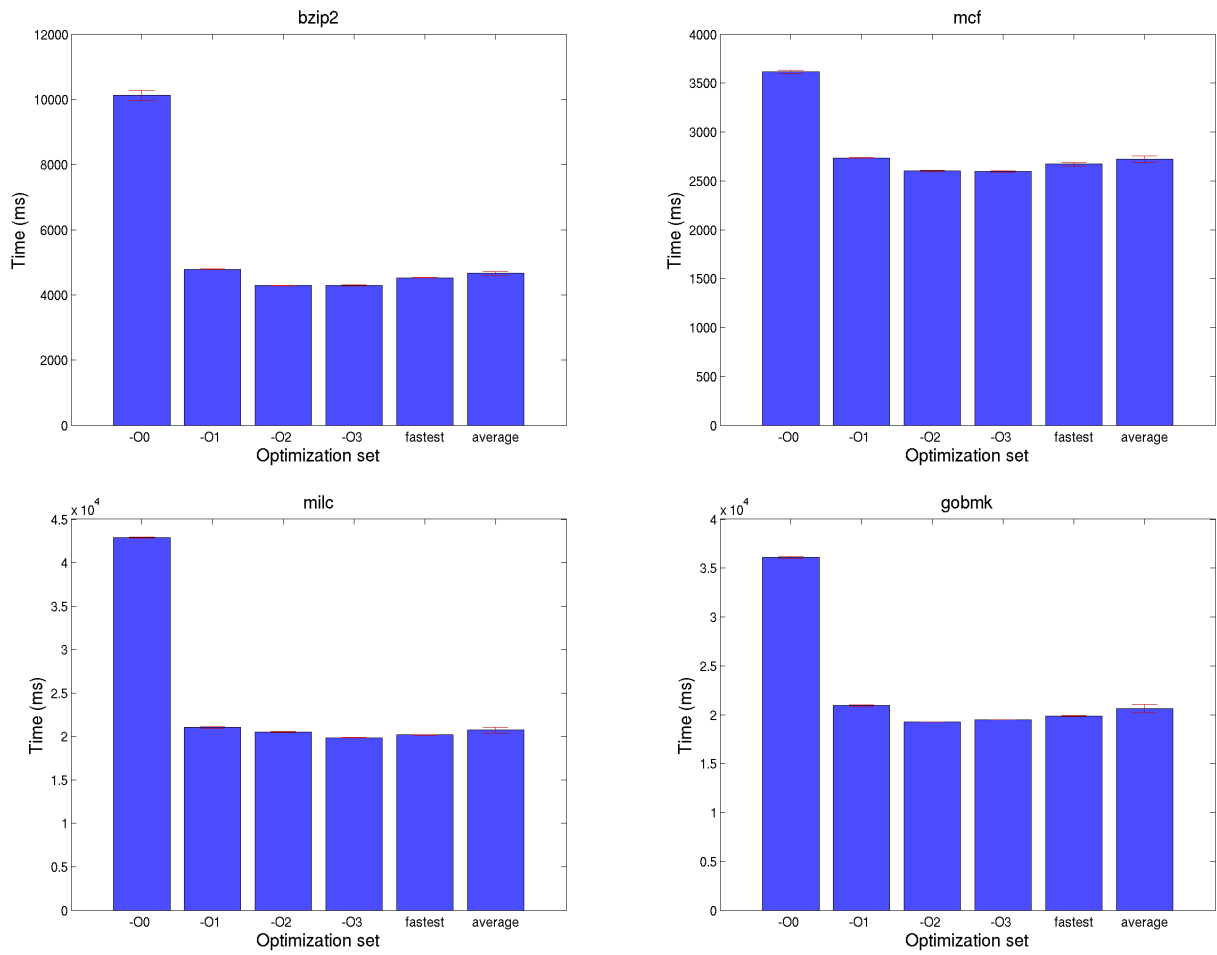 bzip2
12000
10000
8000
6000
4000
2000
0
Time (ms)
-O0 -O1 -O2 -O3 fastest average
Optimization set
mcf
4000
3500
3000
2500
2000
1500
1000
500
0
Time (ms)
-O0 -O1 -O2 -O3 fastest average
Optimization set
milc
x 10^4
4.5
4
3.5
3
2.5
2
1.5
1
0.5
0
Time (ms)
-O0 -O1 -O2 -O3 fastest average
Optimization set
gobmk
x 10^4
4
3.5
3
2.5
2
1.5
1
0.5
0
Time (ms)
-O0 -O1 -O2 -O3 fastest average
Optimization set